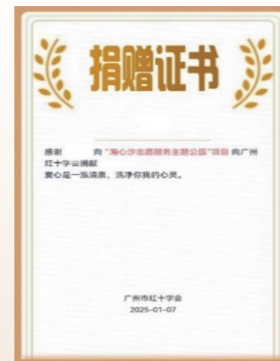 捐赠证书
感谢 向“海心沙志愿服务主题公园”项目 向广州
红十字会捐献
爱心是一泓清泉，洗净你我的心灵。
广州市红十字会
2025-01-07